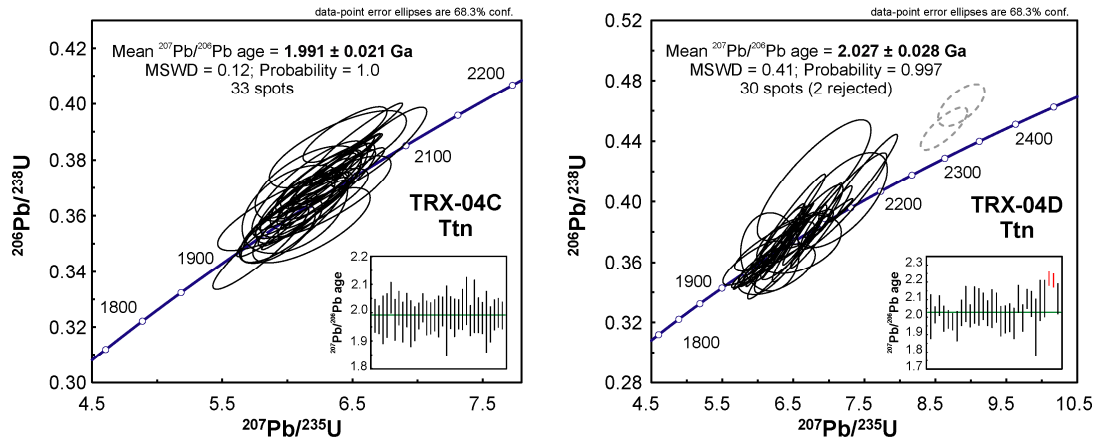 data-point error ellipses are 68.3% conf.
Mean ²⁰⁷Pb/²⁰⁶Pb age = 1.991 ± 0.021 Ga
MSWD = 0.12; Probability = 1.0
33 spots
2200
2100
1900
1800
TRX-04C
Ttn
0.42
0.40
0.38
0.36
0.34
0.32
0.30
²⁰⁶Pb/²³⁸U
4.5 5.5 6.5 7.5
²⁰⁷Pb/²³⁵U
2.2
2.1
2.0
1.9
1.8
²⁰⁷Pb/²⁰⁶Pb age
data-point error ellipses are 68.3% conf.
Mean ²⁰⁷Pb/²⁰⁶Pb age = 2.027 ± 0.028 Ga
MSWD = 0.41; Probability = 0.997
30 spots (2 rejected)
2400
2300
2200
1900
1800
TRX-04D
Ttn
0.52
0.48
0.44
0.40
0.36
0.32
0.28
²⁰⁶Pb/²³⁸U
4.5 5.5 6.5 7.5 8.5 9.5 10.5
²⁰⁷Pb/²³⁵U
2.3
2.2
2.1
2.0
1.9
1.8
1.7
²⁰⁷Pb/²⁰⁶Pb age